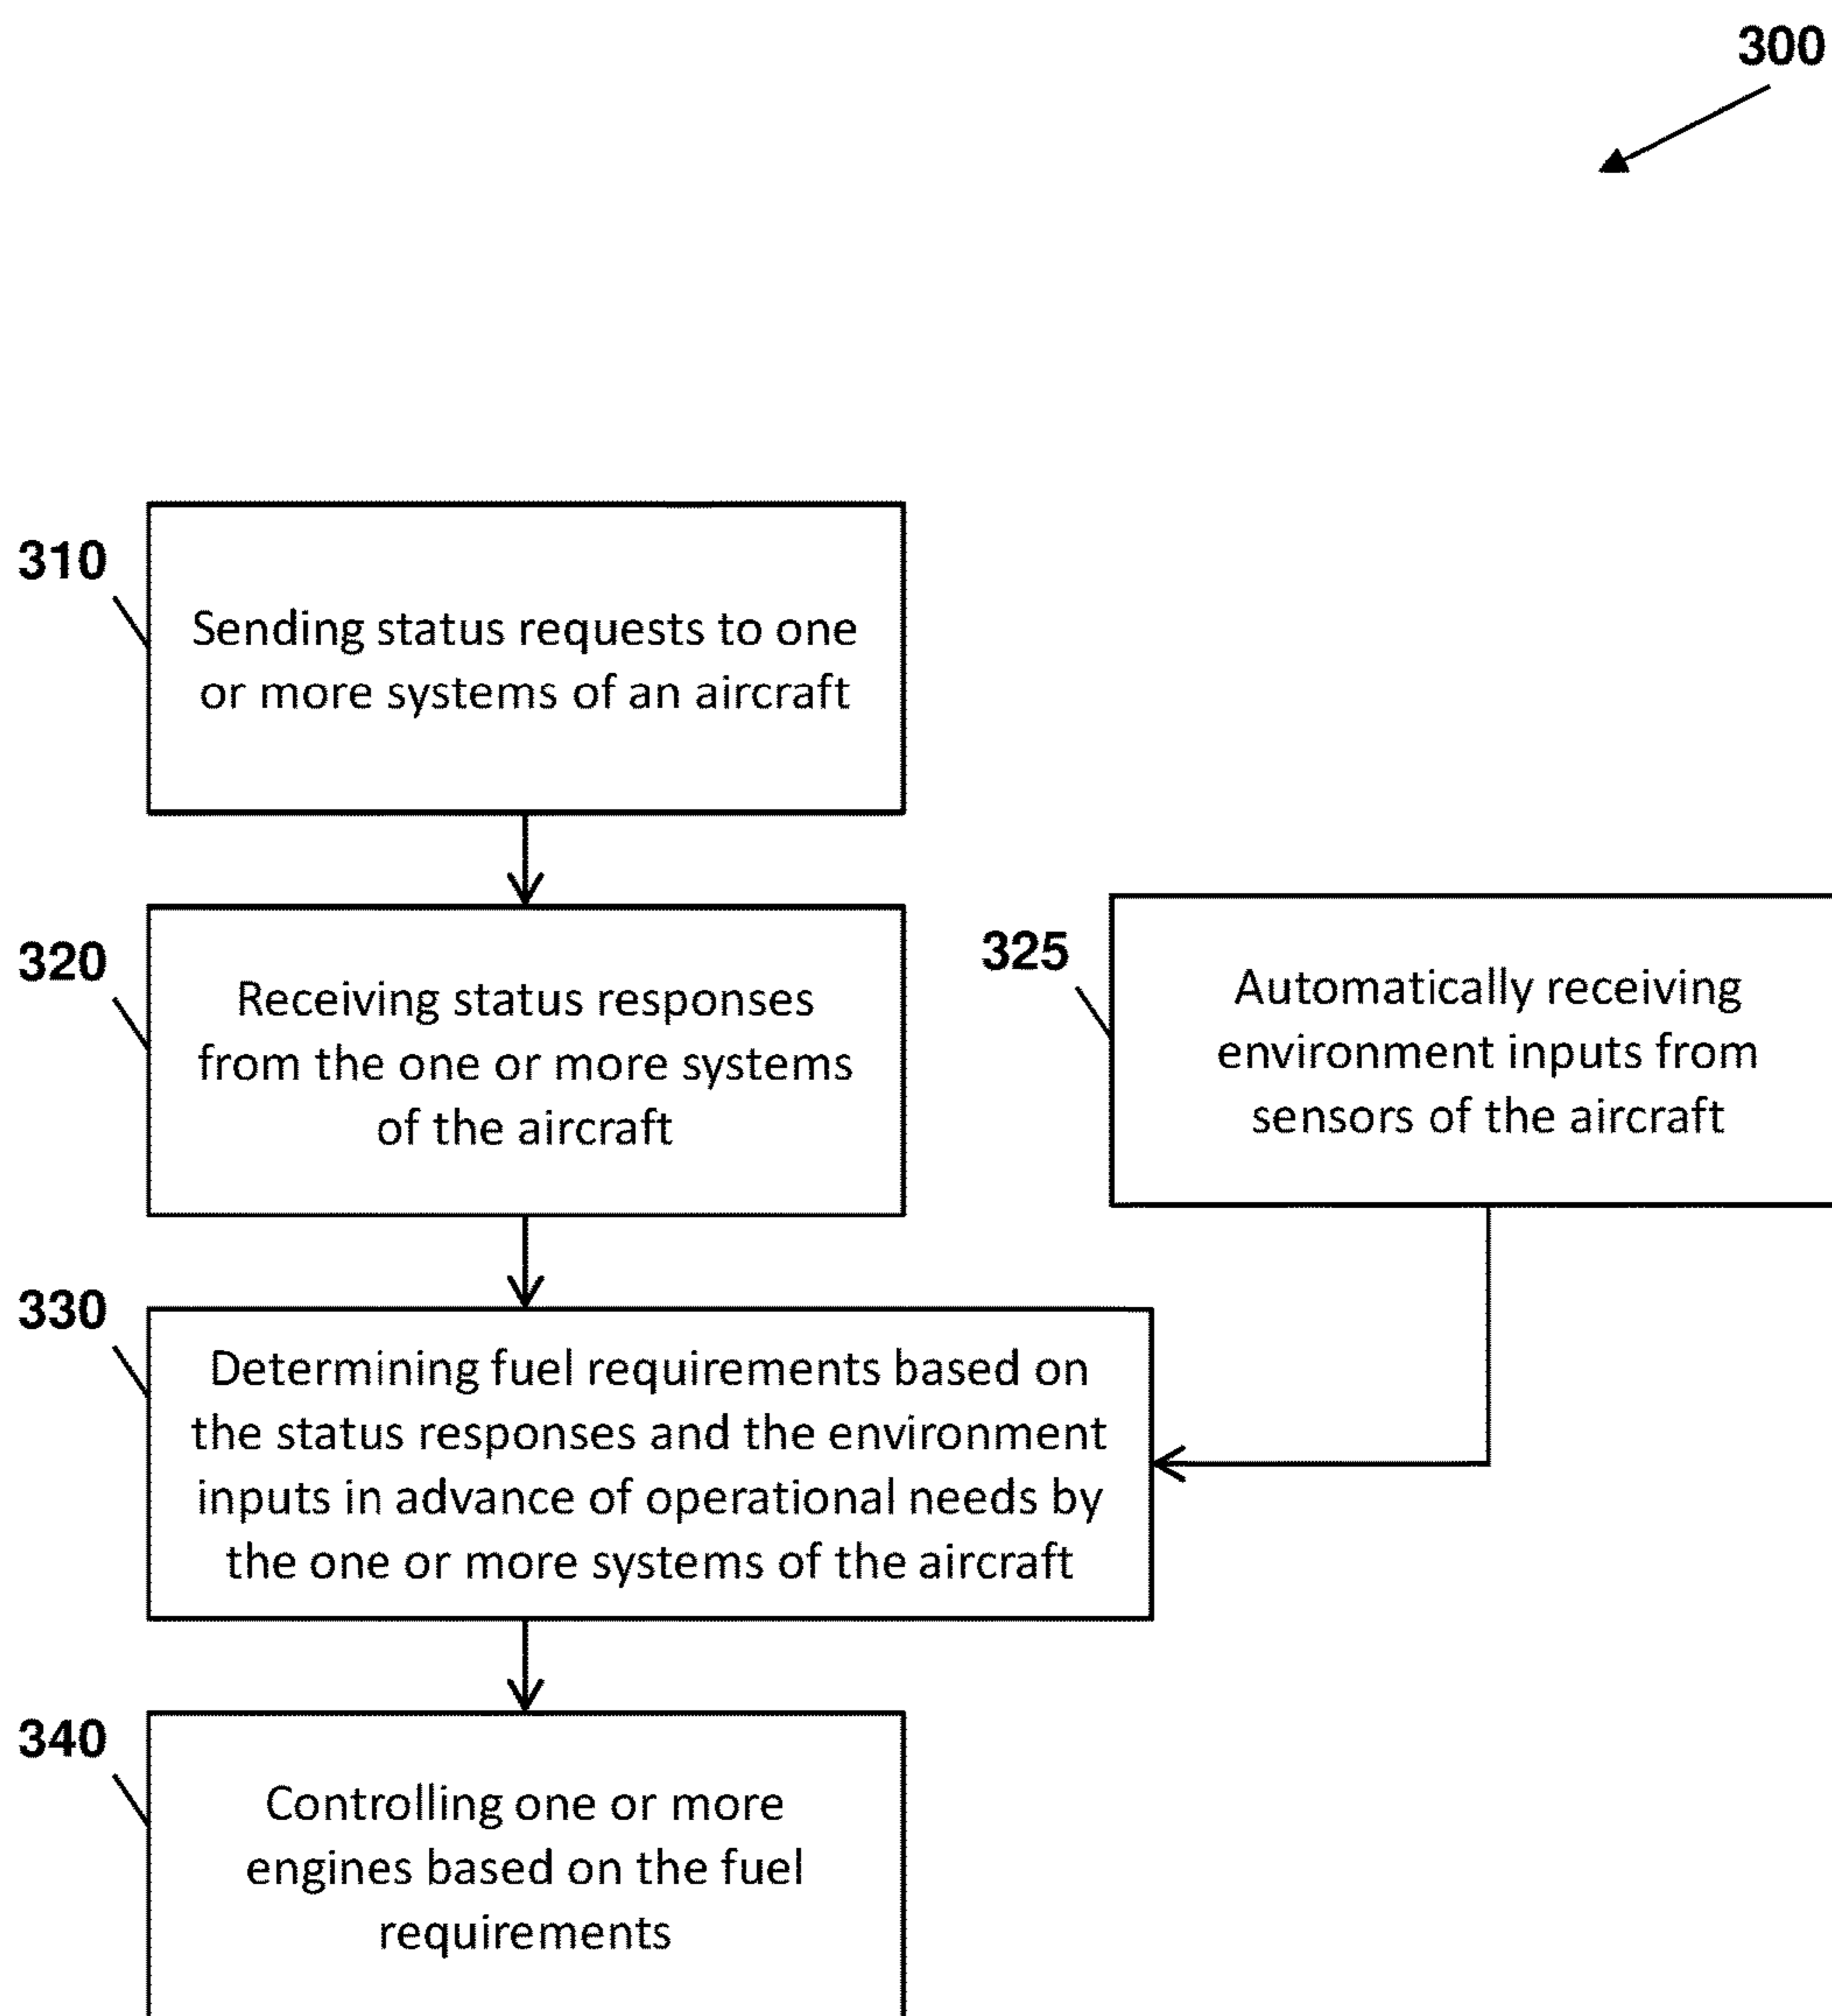 300
310
Sending status requests to one
or more systems of an aircraft
320
Receiving status responses
from the one or more systems
of the aircraft
325
Automatically receiving
environment inputs from
sensors of the aircraft
330
Determining fuel requirements based on
the status responses and the environment
inputs in advance of operational needs by
the one or more systems of the aircraft
340
Controlling one or more
engines based on the fuel
requirements